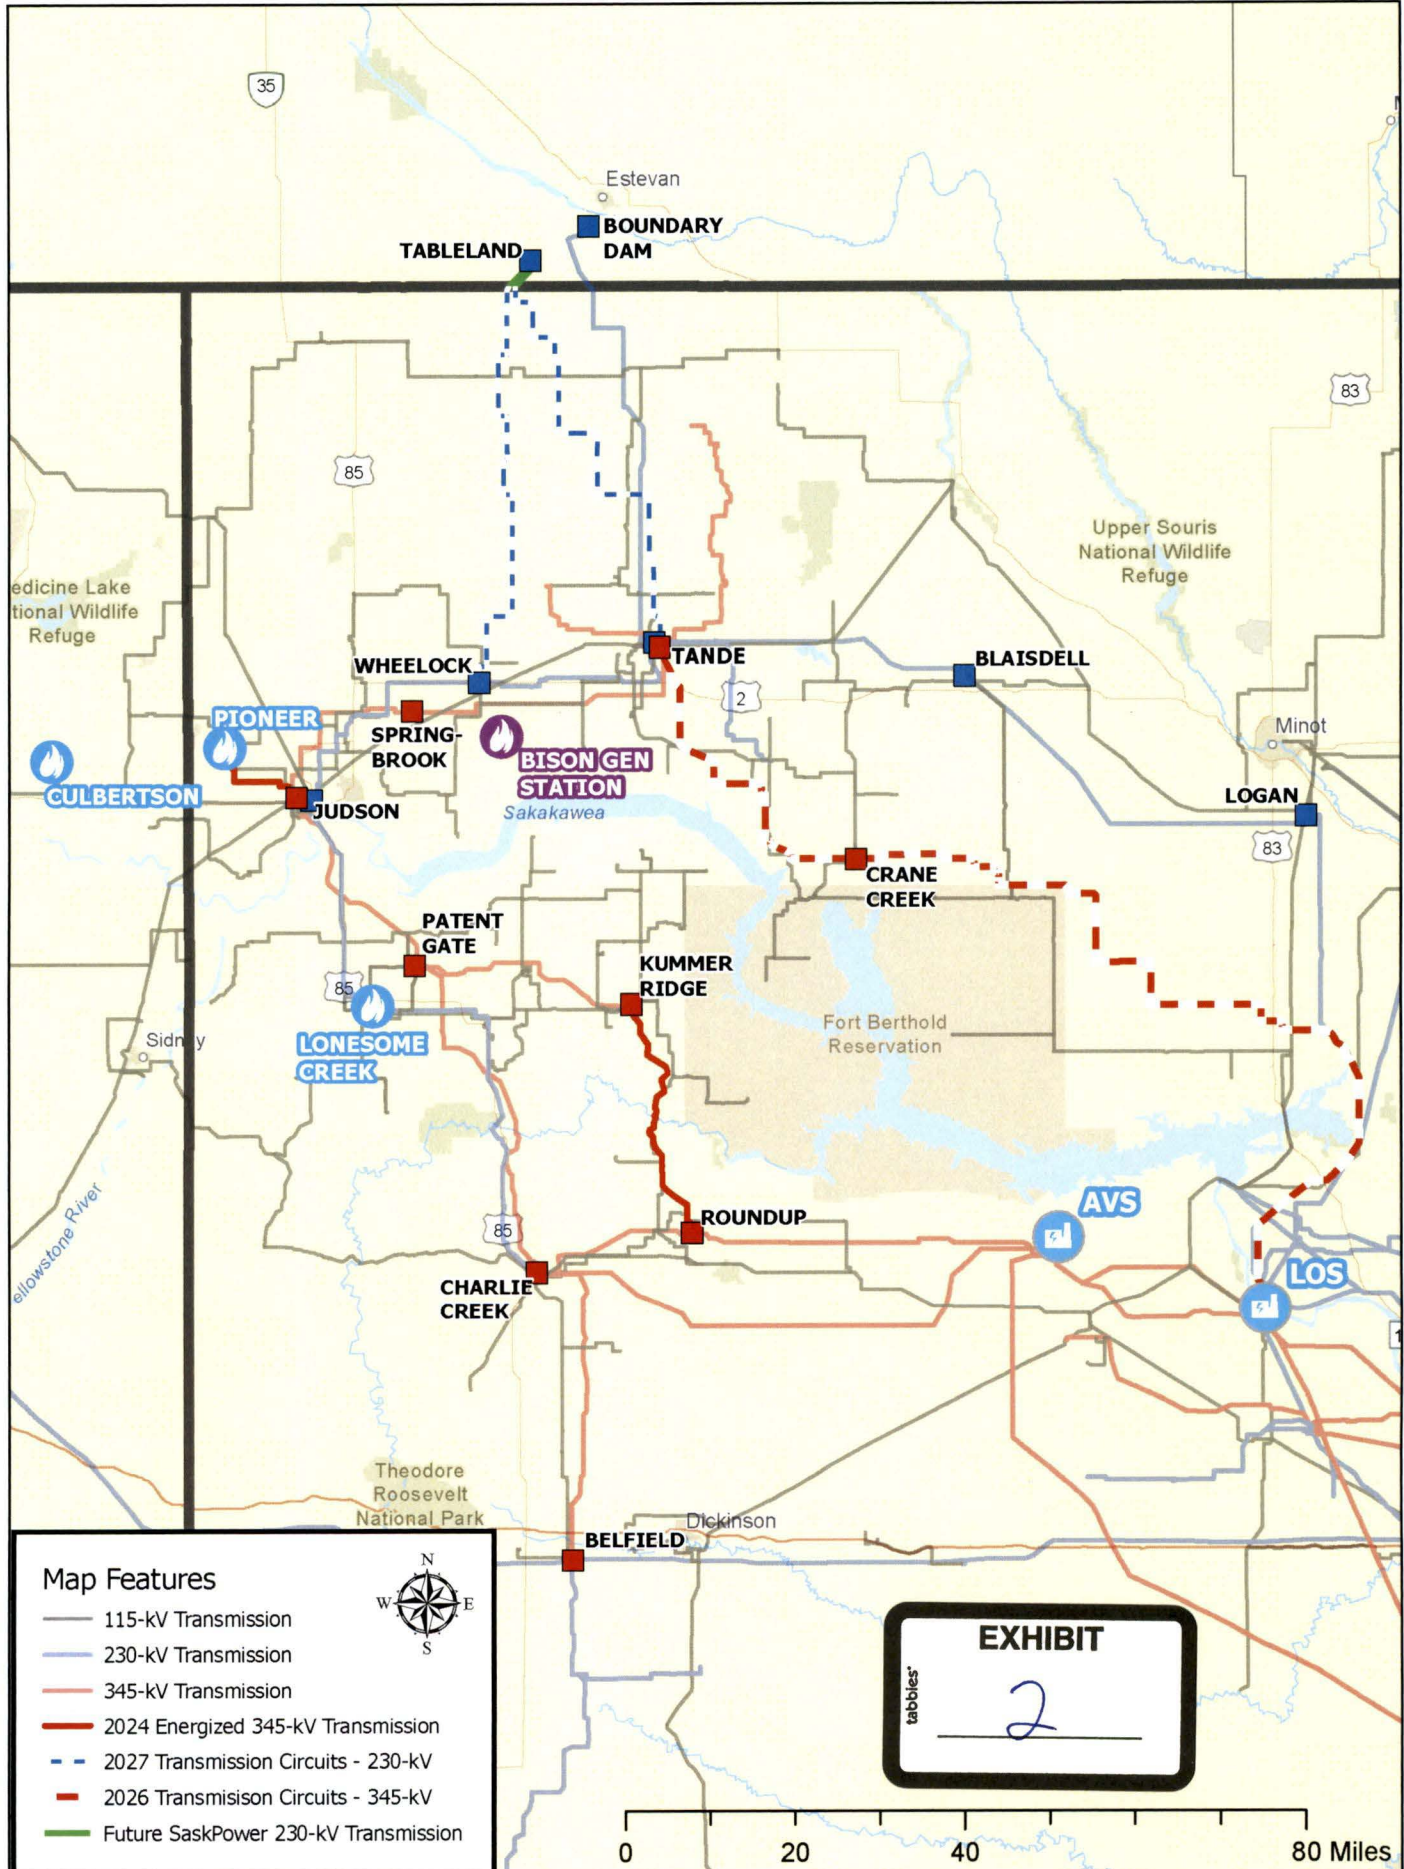 35
Estevan
BOUNDARY
DAM
TABLELAND
83
85
Upper Souris
National Wildlife
Refuge
edicine Lake
tional Wildlife
Refuge
TANDE
WHEELOCK
BLAISDELL
2
PIONEER
SPRING-
BROOK
Minot
BISON GEN
STATION
CULBERTSON
LOGAN
JUDSON
Sakakawea
83
CRANE
CREEK
PATENT
GATE
KUMMER
RIDGE
85
Fort Berthold
Reservation
Sidney
LONESOME
CREEK
AVS
ellowstone River
ROUNDUP
85
LOS
CHARLIE
CREEK
1
Theodore
Roosevelt
National Park
Dickinson
BELFIELD
Map Features
N
W E
S
115-kV Transmission
230-kV Transmission
345-kV Transmission
2024 Energized 345-kV Transmission
2027 Transmission Circuits - 230-kV
2026 Transmisison Circuits - 345-kV
Future SaskPower 230-kV Transmission
EXHIBIT
tabbies'
2
0 20 40 80 Miles